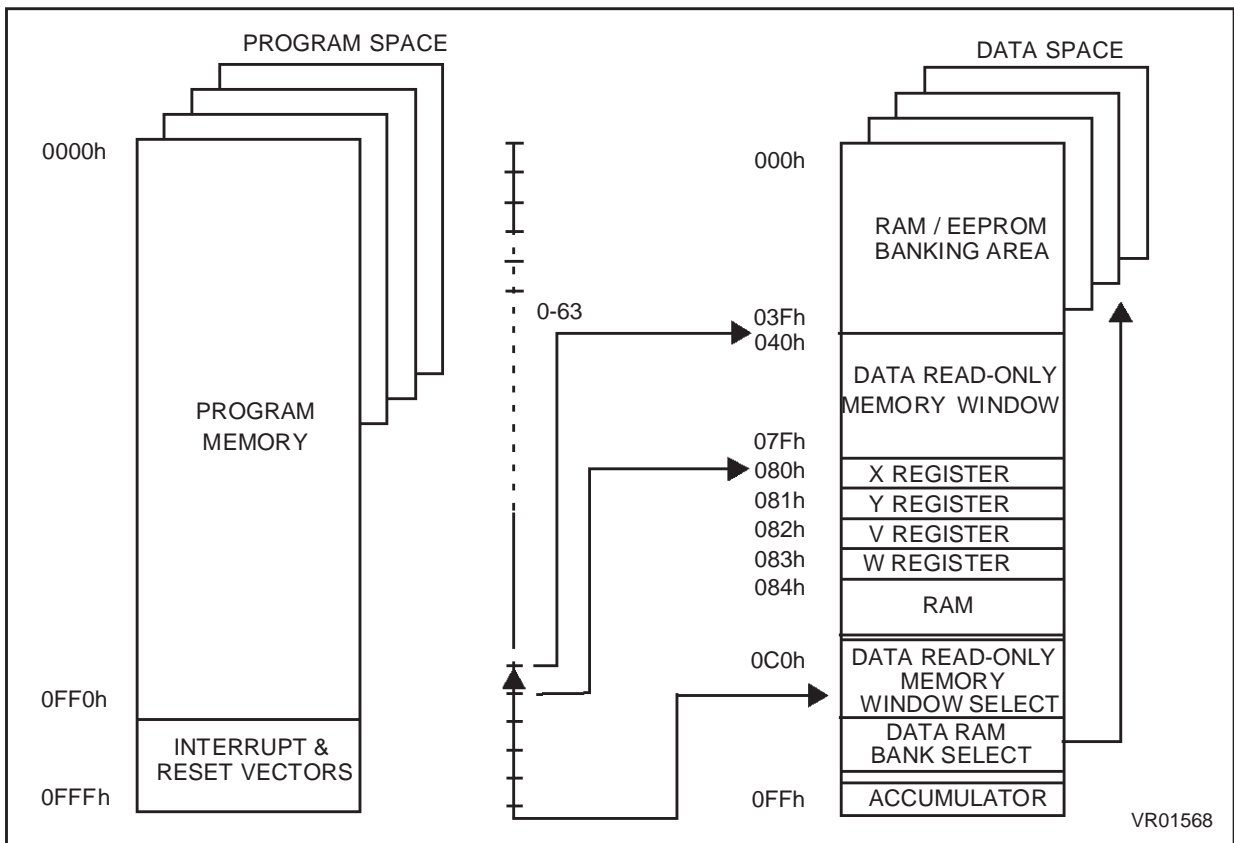 PROGRAM SPACE
0000h
PROGRAM
MEMORY
0FF0h
INTERRUPT &
RESET VECTORS
0FFFh
0-63
DATA SPACE
000h
RAM / EEPROM
BANKING AREA
03Fh
040h
DATA READ-ONLY
MEMORY WINDOW
07Fh
080h
X REGISTER
081h
Y REGISTER
082h
V REGISTER
083h
W REGISTER
084h
RAM
0C0h
DATA READ-ONLY
MEMORY
WINDOW SELECT
DATA RAM
BANK SELECT
0FFh
ACCUMULATOR
VR01568